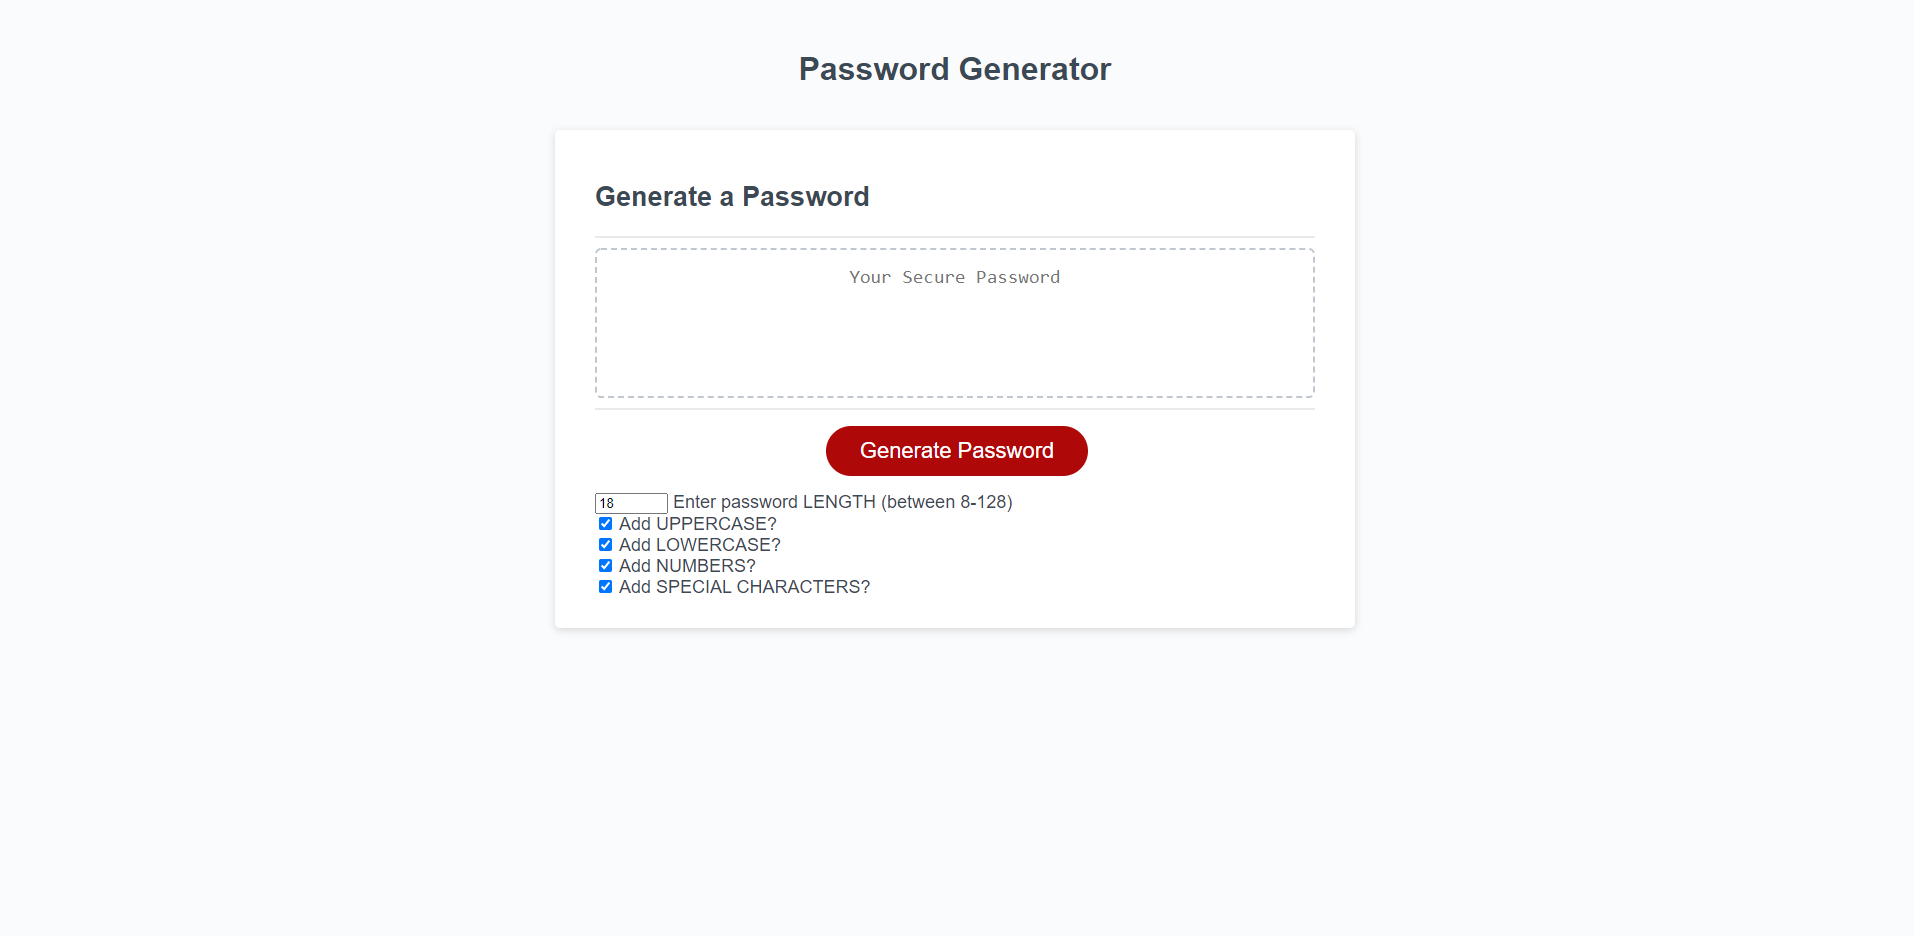 Password Generator
Generate a Password
Your Secure Password
Generate Password
18 Enter password LENGTH (between 8-128)
Add UPPERCASE?
Add LOWERCASE?
Add NUMBERS?
Add SPECIAL CHARACTERS?